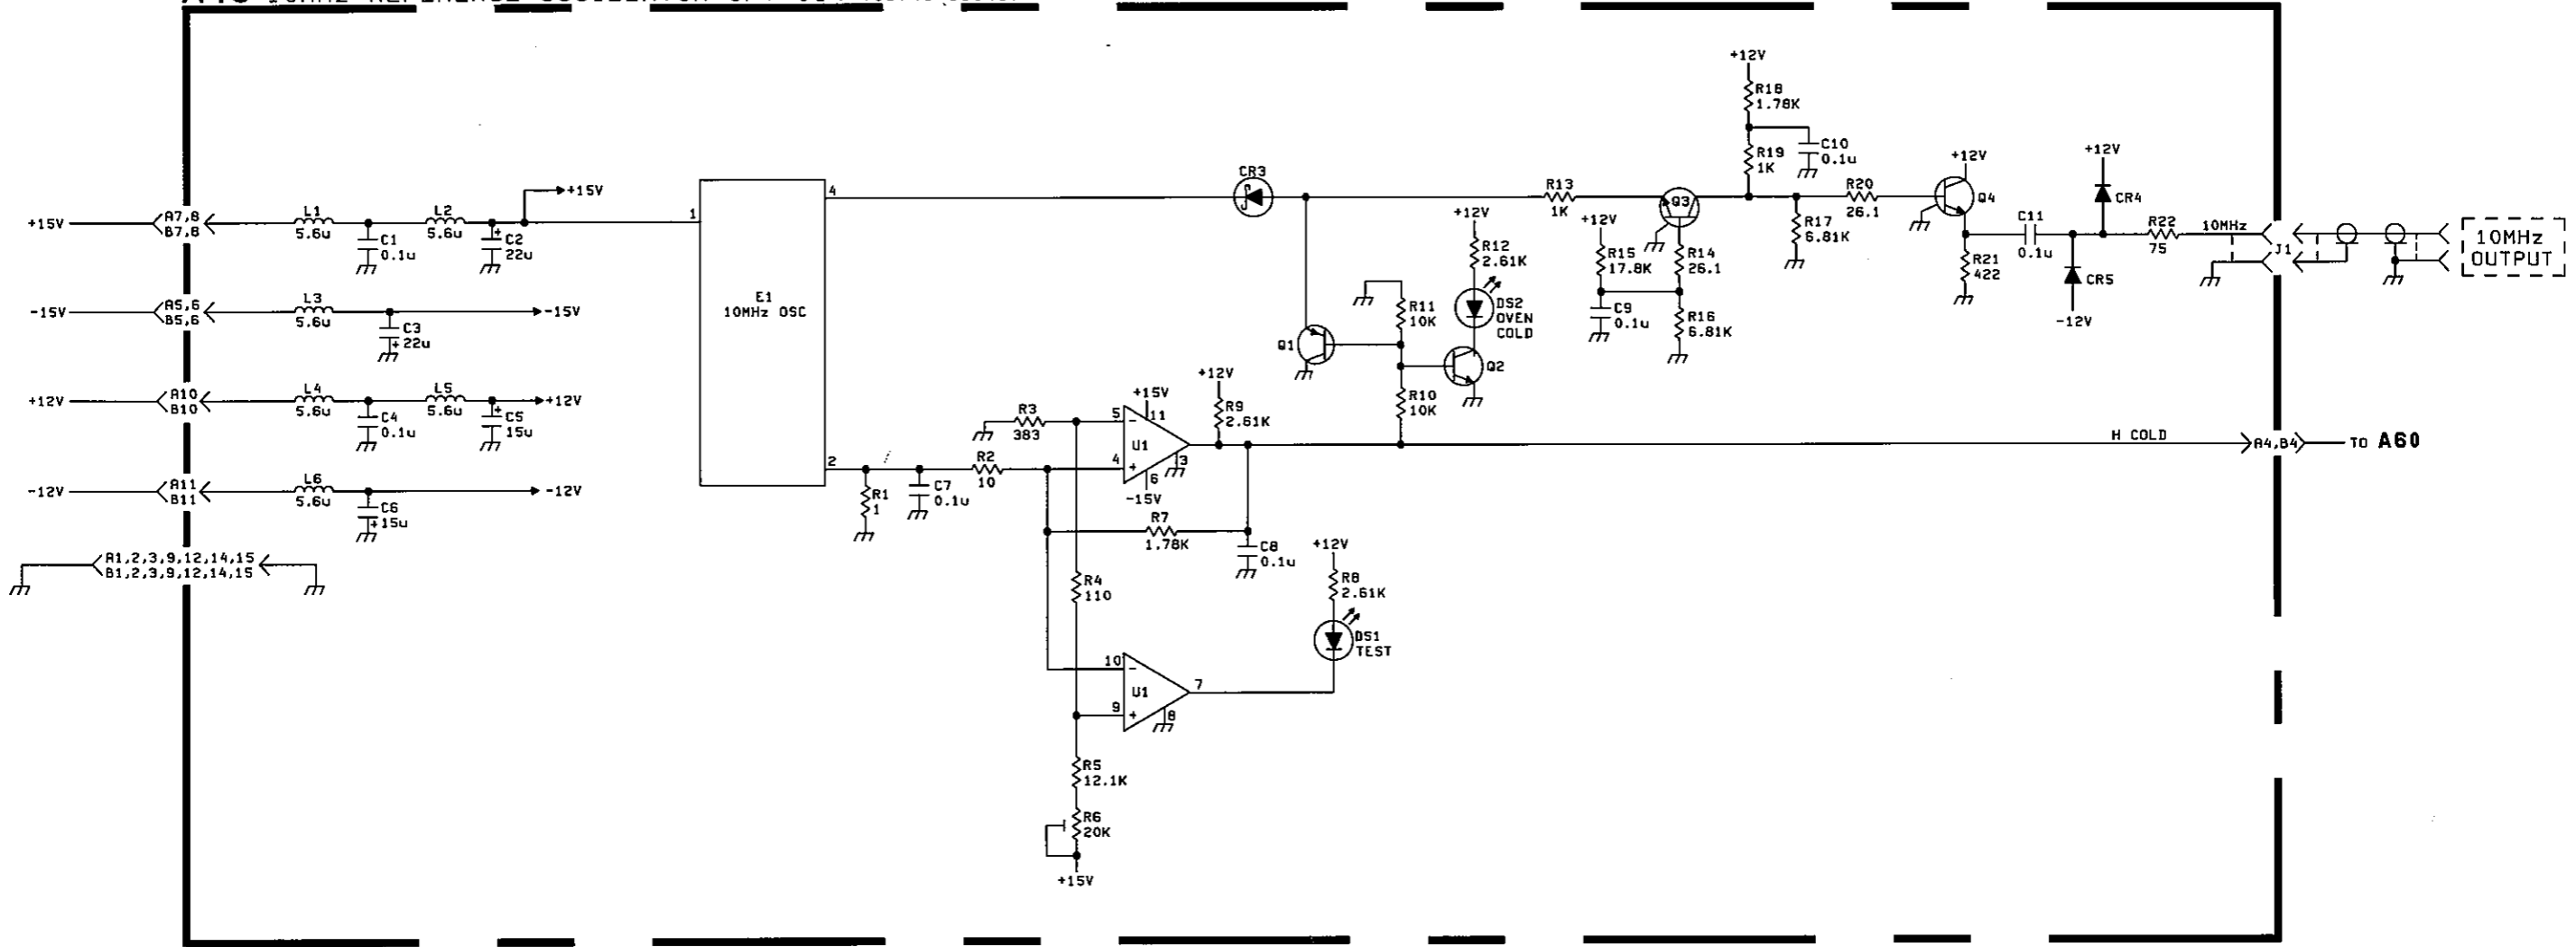 10MHz REFERENCE OSCILLATOR
+15V
A7,8
B7,8
L1
5.6u
C1
0.1u
L2
5.6u
C2
+
22u
+15V
-15V
A5,6
B5,6
L3
5.6u
C3
+
22u
-15V
+12V
A10
B10
L4
5.6u
C4
0.1u
L5
5.6u
C5
+
15u
+12V
-12V
A11
B11
L6
5.6u
C6
+
15u
-12V
A1,2,3,9,12,14,15
B1,2,3,9,12,14,15
1
E1
10MHz OSC
4
2
R1
1
C7
0.1u
R2
10
R3
383
5
-
4
+
U1
+15V
11
3
6
-15V
R7
1.78K
R4
110
10
-
9
+
U1
7
8
R5
12.1K
R6
20K
+15V
+12V
R9
2.61K
C8
0.1u
+12V
R8
2.61K
DS1
TEST
CR3
Q1
R11
10K
R10
10K
+12V
R12
2.61K
DS2
OVEN
COLD
Q2
R13
1K
+12V
R15
17.8K
C9
0.1u
Q3
R14
26.1
R16
6.81K
+12V
R18
1.78K
R19
1K
C10
0.1u
R17
6.81K
R20
26.1
+12V
Q4
R21
422
C11
0.1u
+12V
CR4
CR5
-12V
R22
75
10MHz
J1
10MHz
OUTPUT
H COLD
A4,B4
TO A60